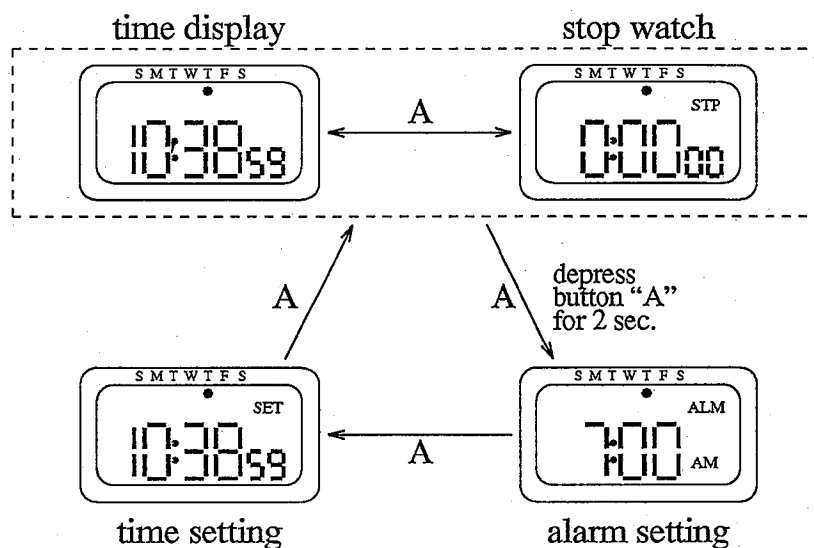 time display
stop watch
S M T W T F S
10:38 59
A
S M T W T F S
STP
0:00 00
A
A
depress
button “A”
for 2 sec.
S M T W T F S
SET
10:38 59
A
S M T W T F S
ALM
7:00
AM
time setting
alarm setting